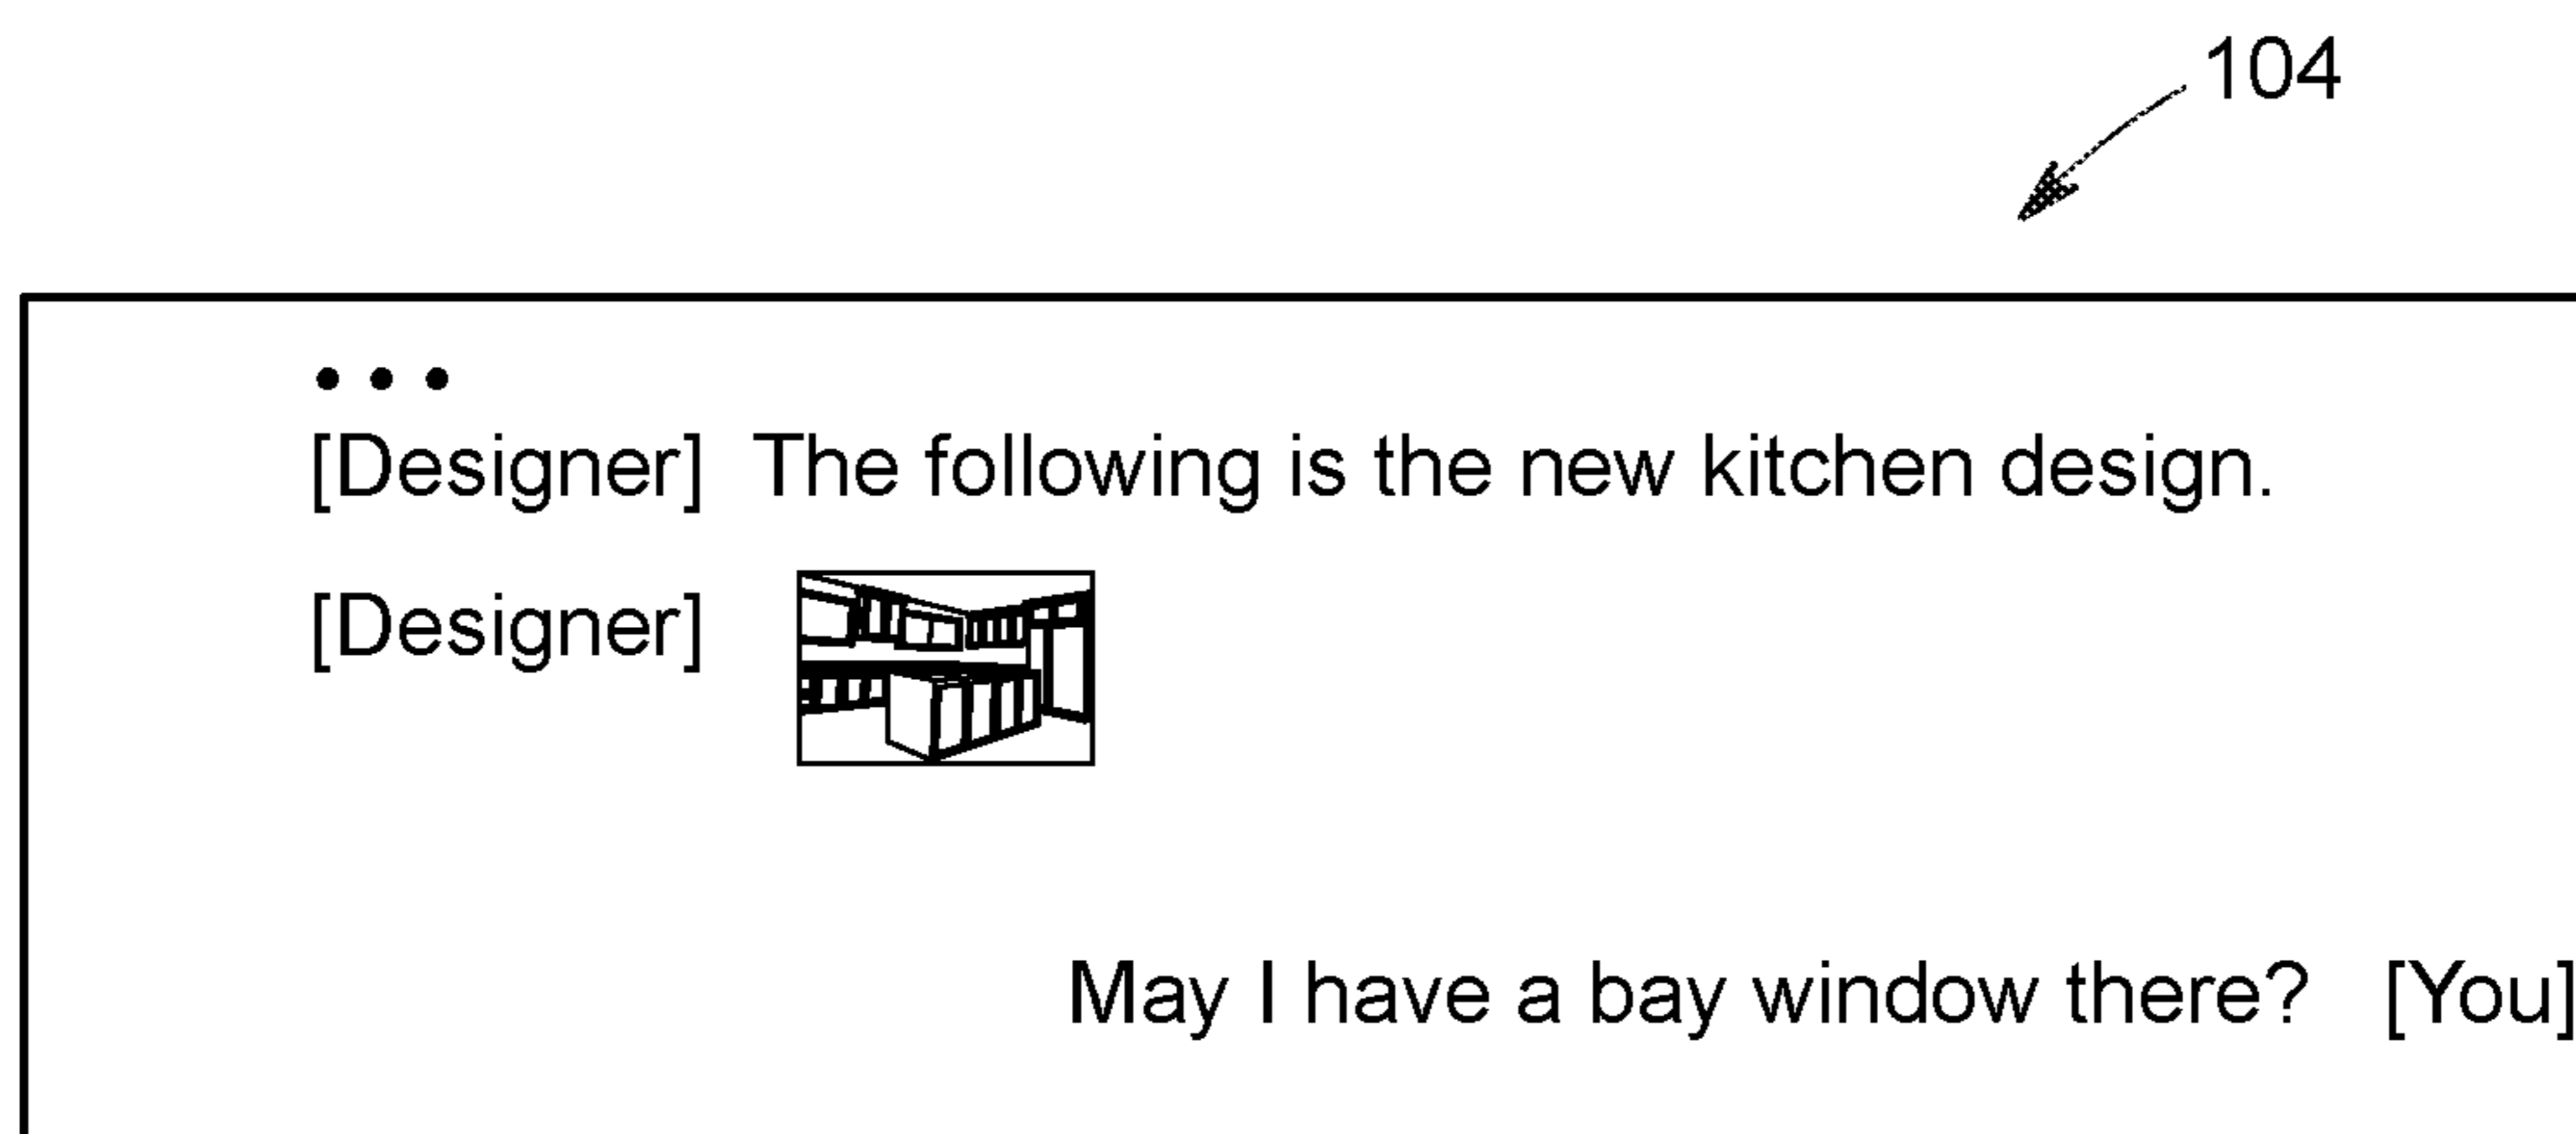 104
• • •
[Designer] The following is the new kitchen design.
[Designer]
May I have a bay window there? [You]